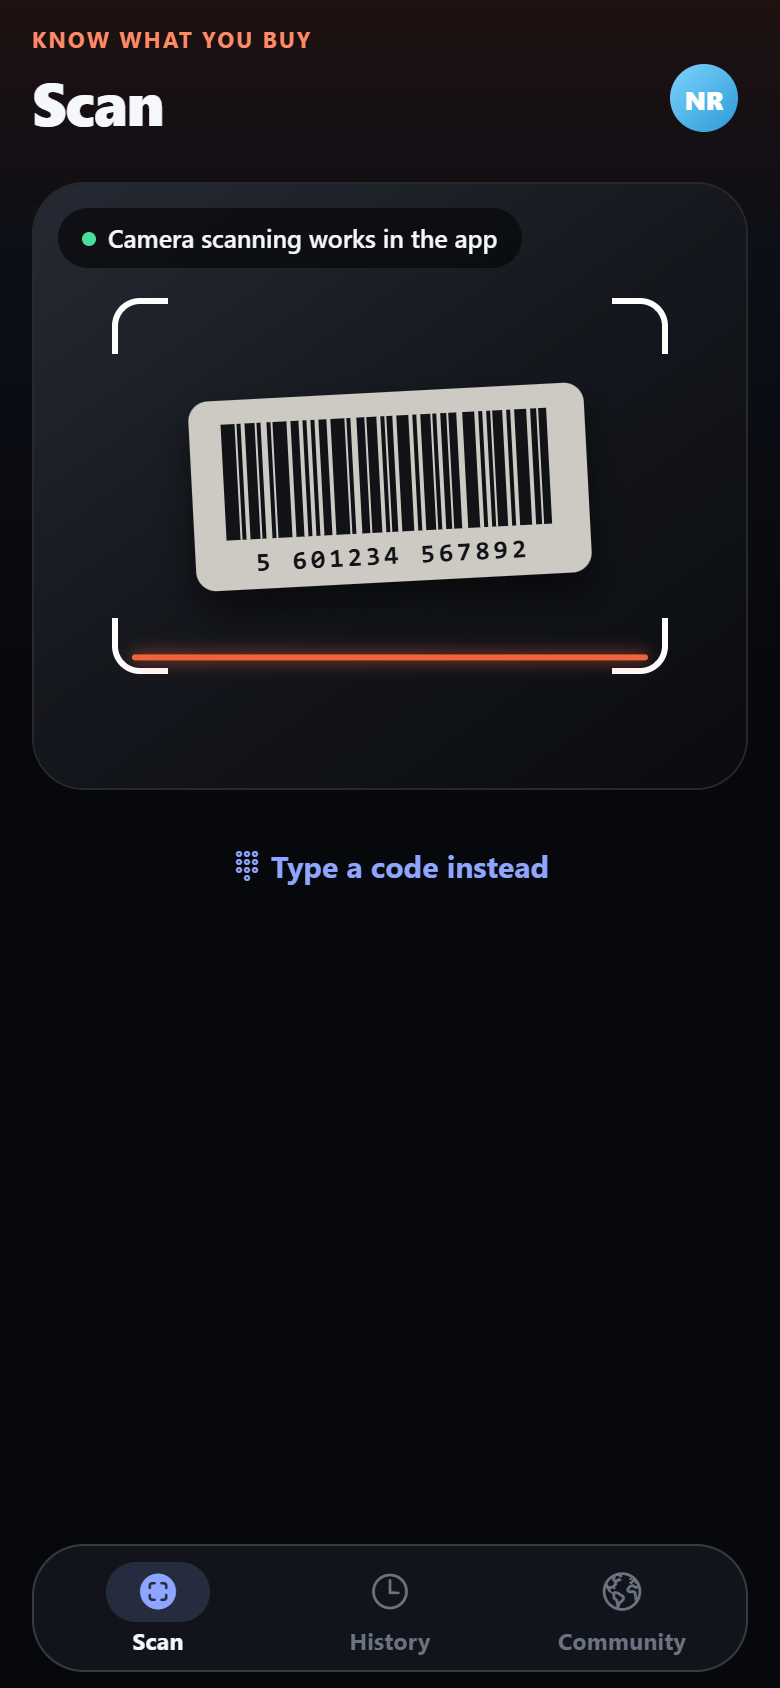 KNOW WHAT YOU BUY
Scan
NR
Camera scanning works in the app
5 601234 567892
Type a code instead
Scan
History
Community